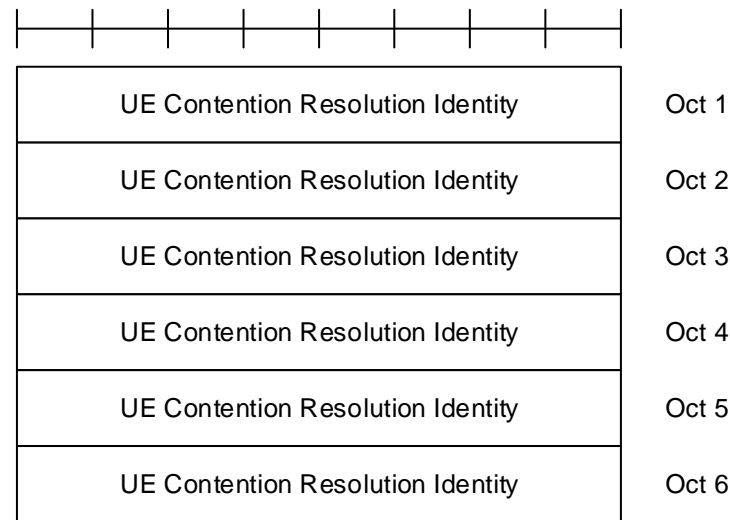 UE Contention Resolution Identity Oct 1
UE Contention Resolution Identity Oct 2
UE Contention Resolution Identity Oct 3
UE Contention Resolution Identity Oct 4
UE Contention Resolution Identity Oct 5
UE Contention Resolution Identity Oct 6